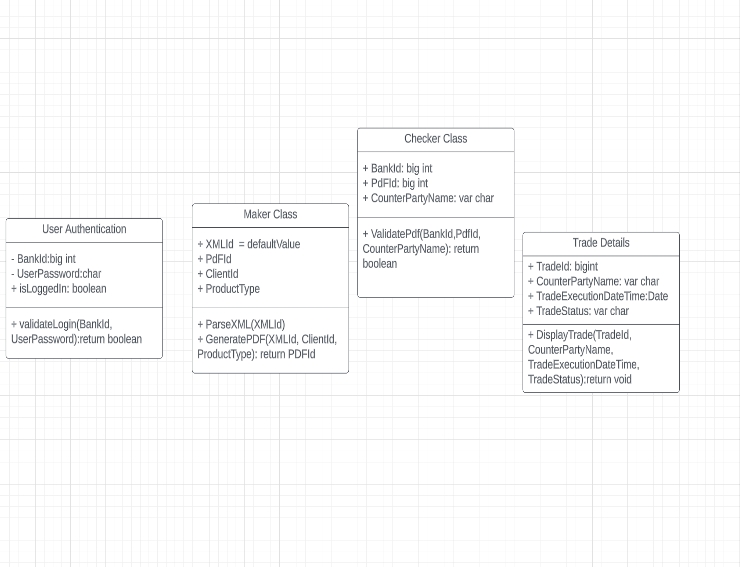 User Authentication
- BankId:big int
- UserPassword:char
+ isLoggedIn: boolean
+ validateLogin(BankId,
UserPassword):return boolean
Maker Class
+ XMLId  = defaultValue
+ PdFId
+ ClientId
+ ProductType
+ ParseXML(XMLId)
+ GeneratePDF(XMLId, ClientId,
ProductType): return PDFId
Checker Class
+ BankId: big int
+ PdFId: big int
+ CounterPartyName: var char
+ ValidatePdf(BankId,PdfId,
CounterPartyName): return
boolean
Trade Details
+ TradeId: bigint
+ CounterPartyName: var char
+ TradeExecutionDateTime:Date
+ TradeStatus: var char
+ DisplayTrade(TradeId,
CounterPartyName,
TradeExecutionDateTime,
TradeStatus):return void